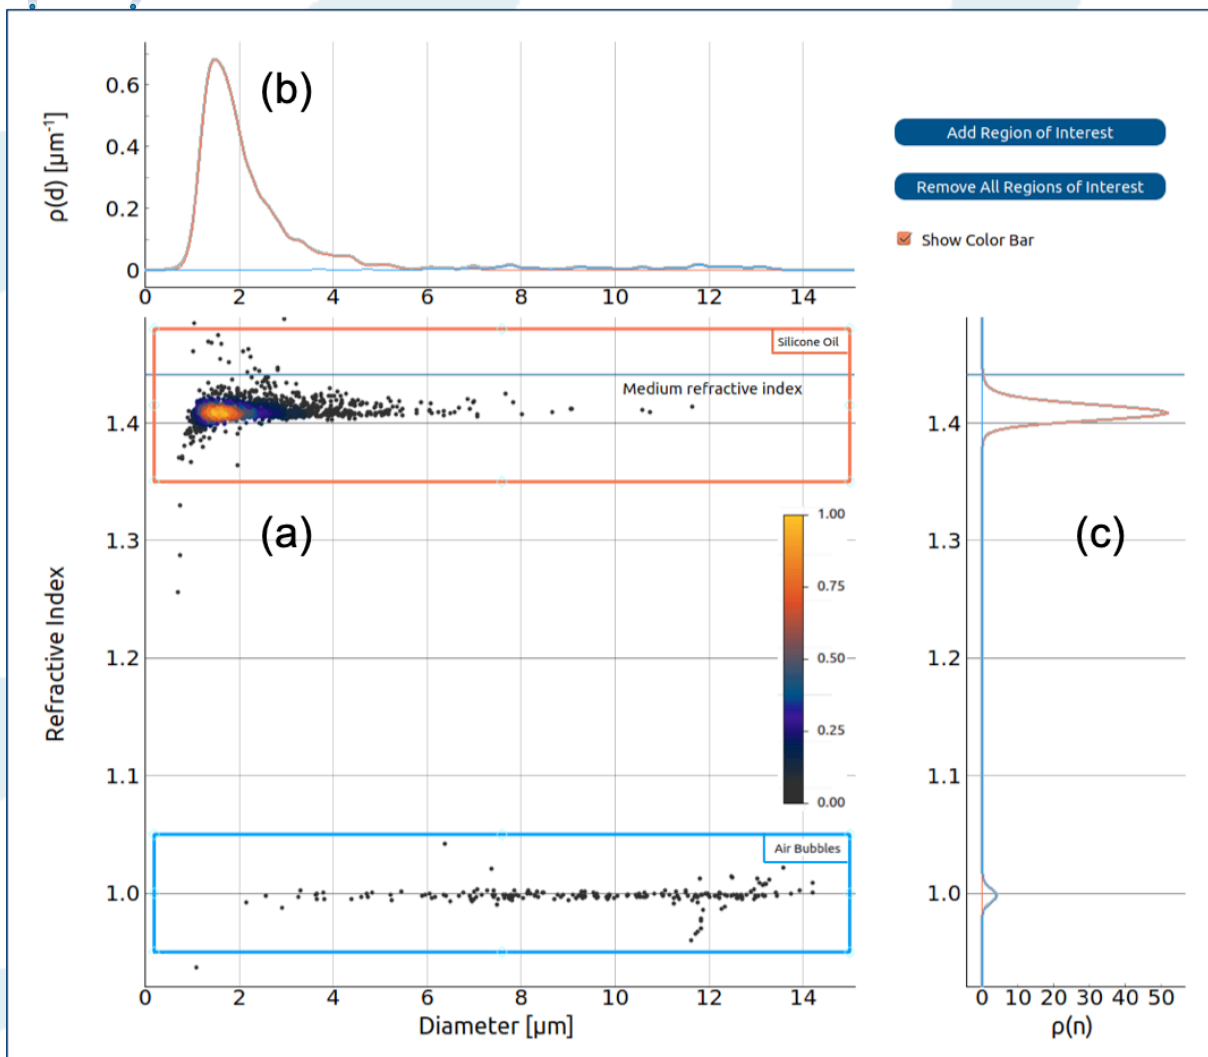 (b)
ρ(d) [µm⁻¹]
0.6
0.4
0.2
0
0 2 4 6 8 10 12 14
Add Region of Interest
Remove All Regions of Interest
Show Color Bar
Silicone Oil
Medium refractive index
(a)
Refractive Index
1.4
1.3
1.2
1.1
1.0
1.00
0.75
0.50
0.25
0.00
Air Bubbles
0 2 4 6 8 10 12 14
Diameter [µm]
(c)
1.4
1.3
1.2
1.1
1.0
0 10 20 30 40 50
ρ(n)